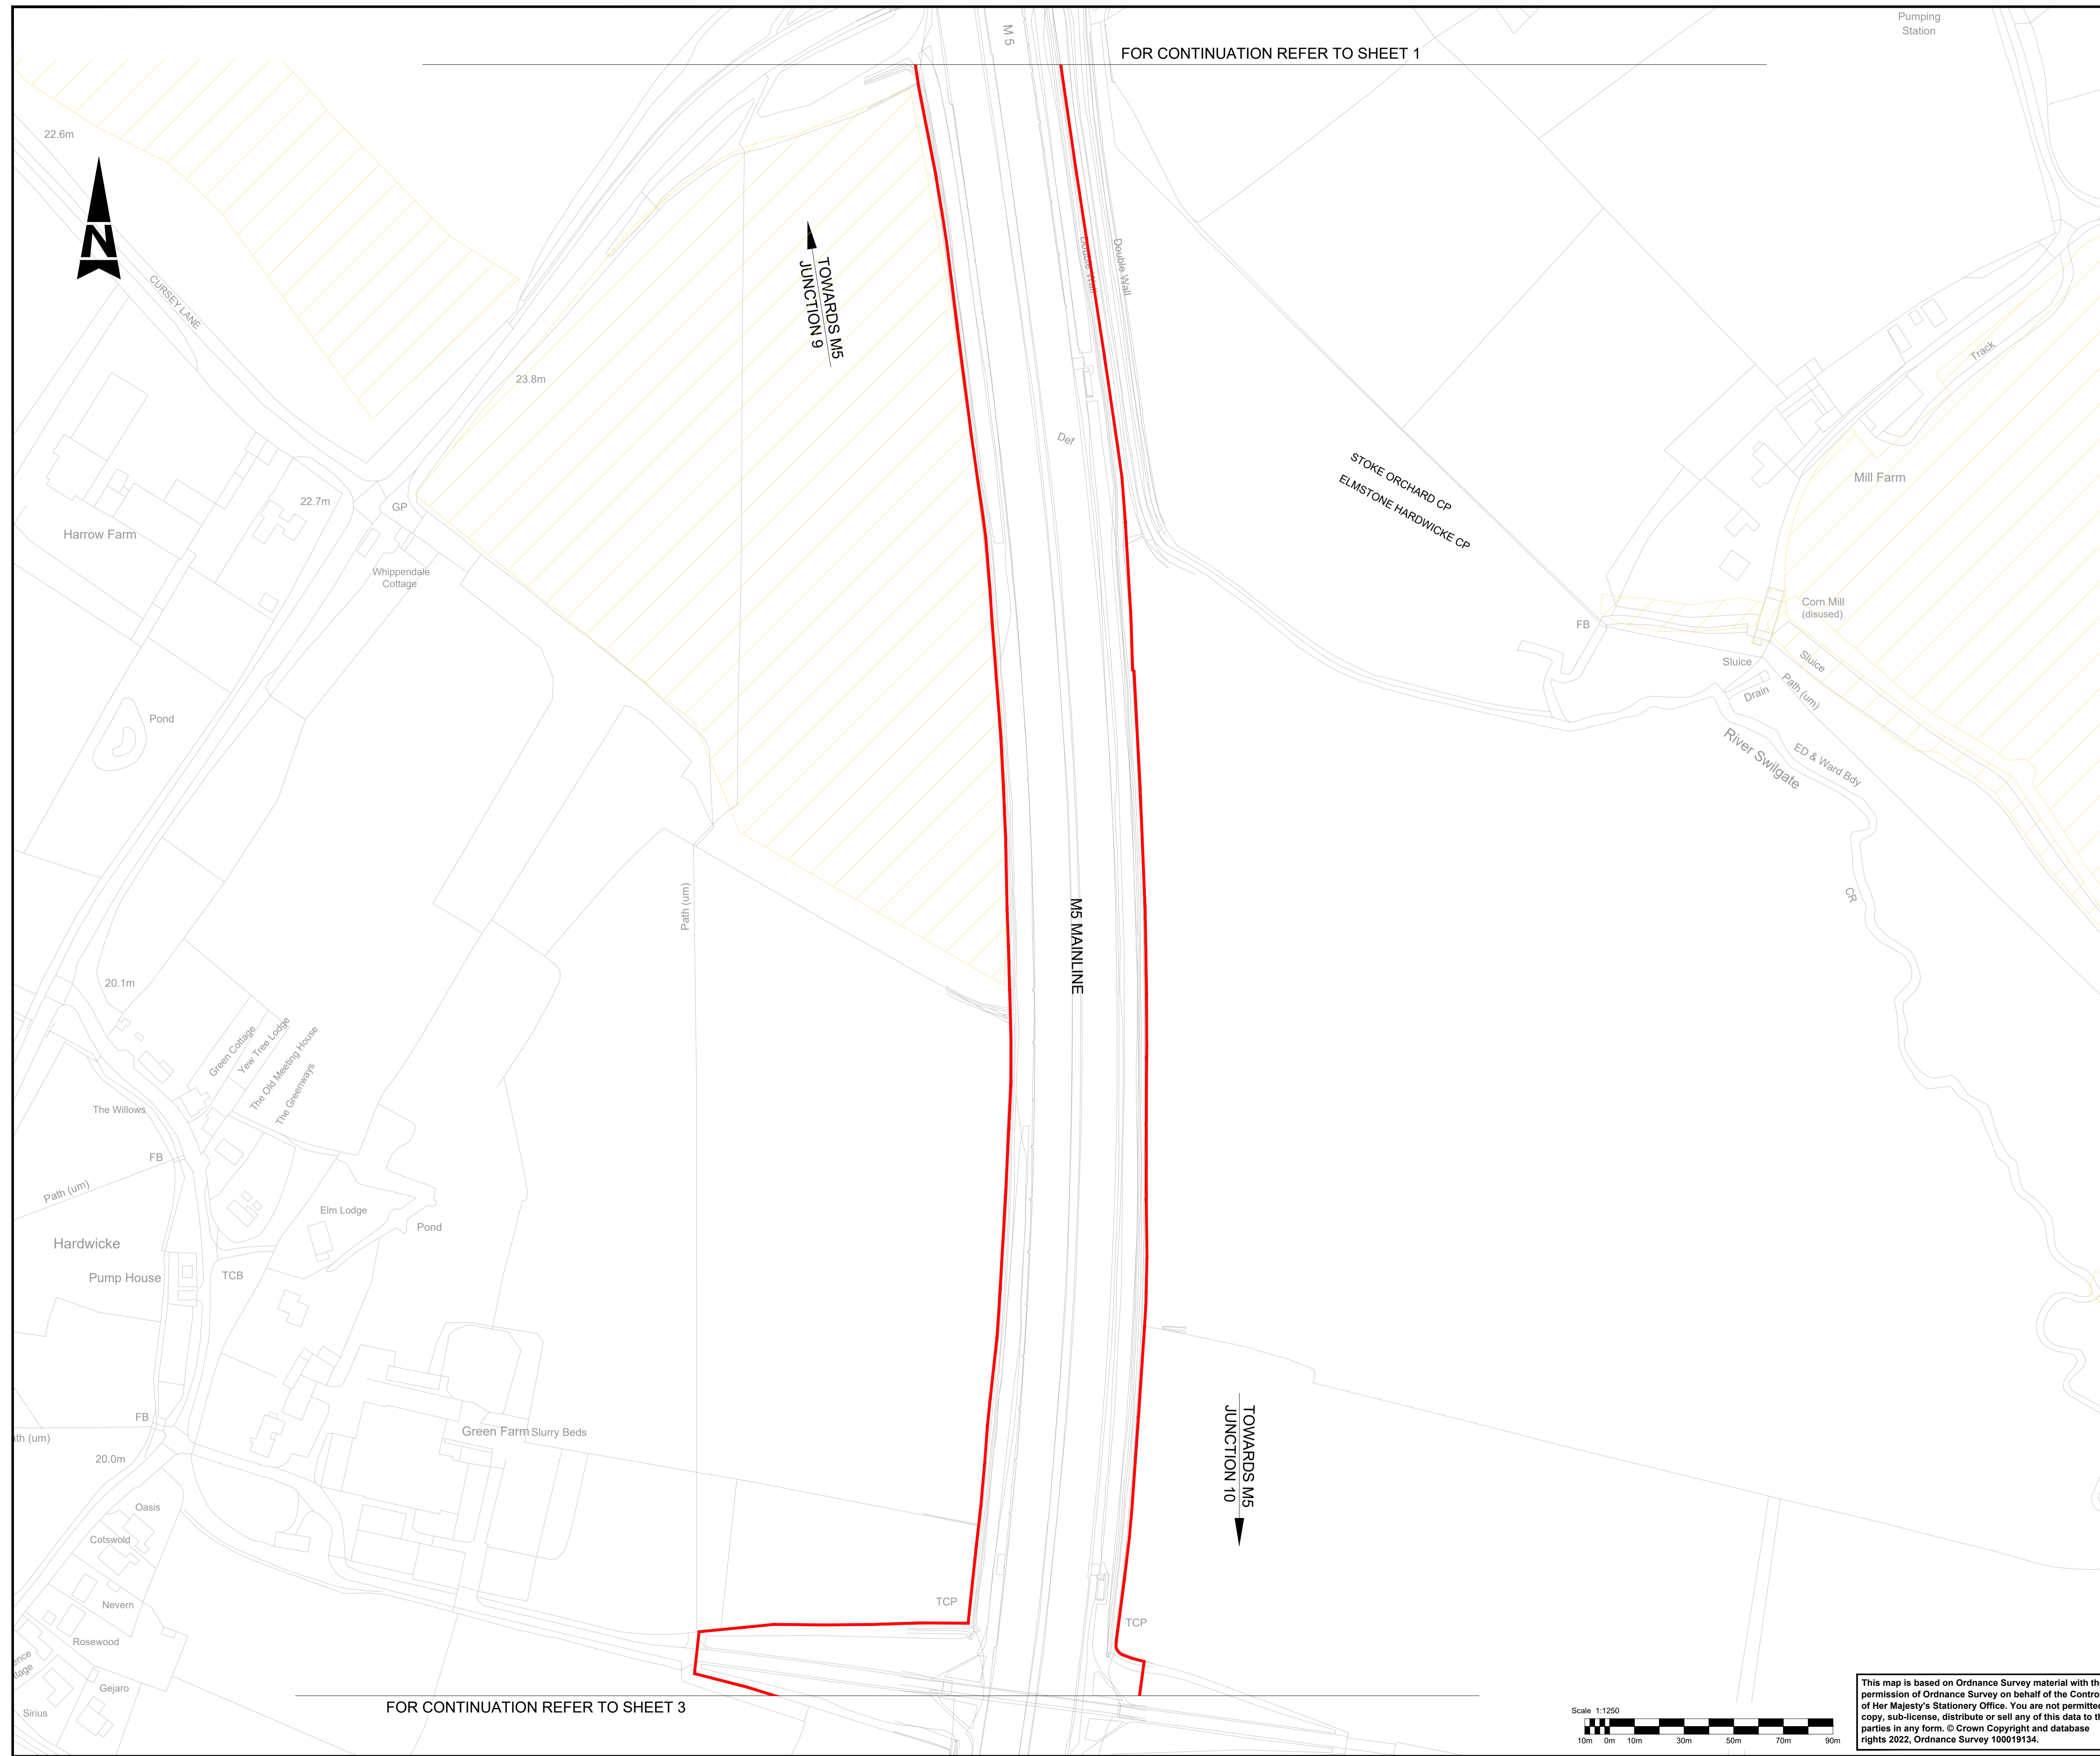 Pumping
Station
M 5
FOR CONTINUATION REFER TO SHEET 1
22.6m
N
CURSEY LANE
TOWARDS M5
JUNCTION 9
Double Wall
Double Wall
23.8m
Track
Def
STOKE ORCHARD CP
ELMSTONE HARDWICKE CP
Mill Farm
22.7m
GP
Harrow Farm
Whippendale
Cottage
Corn Mill
(disused)
FB
Sluice
Sluice
Drain
Path (um)
Pond
River Swilgate
ED & Ward Bdy
Path (um)
CR
M5 MAINLINE
20.1m
Green Cottage
Yew Tree Lodge
The Old Meeting House
The Greenways
The Willows
FB
Path (um)
Elm Lodge
Pond
Hardwicke
Pump House
TCB
FB
Green Farm
Slurry Beds
TOWARDS M5
JUNCTION 10
th (um)
20.0m
Oasis
Cotswold
Nevern
TCP
TCP
Rosewood
ence
tage
Gejaro
Sirius
FOR CONTINUATION REFER TO SHEET 3
Scale 1:1250
10m 0m 10m 30m 50m 70m 90m
This map is based on Ordnance Survey material with th
permission of Ordnance Survey on behalf of the Contro
of Her Majesty's Stationery Office. You are not permitted
copy, sub-license, distribute or sell any of this data to th
parties in any form. © Crown Copyright and database
rights 2022, Ordnance Survey 100019134.